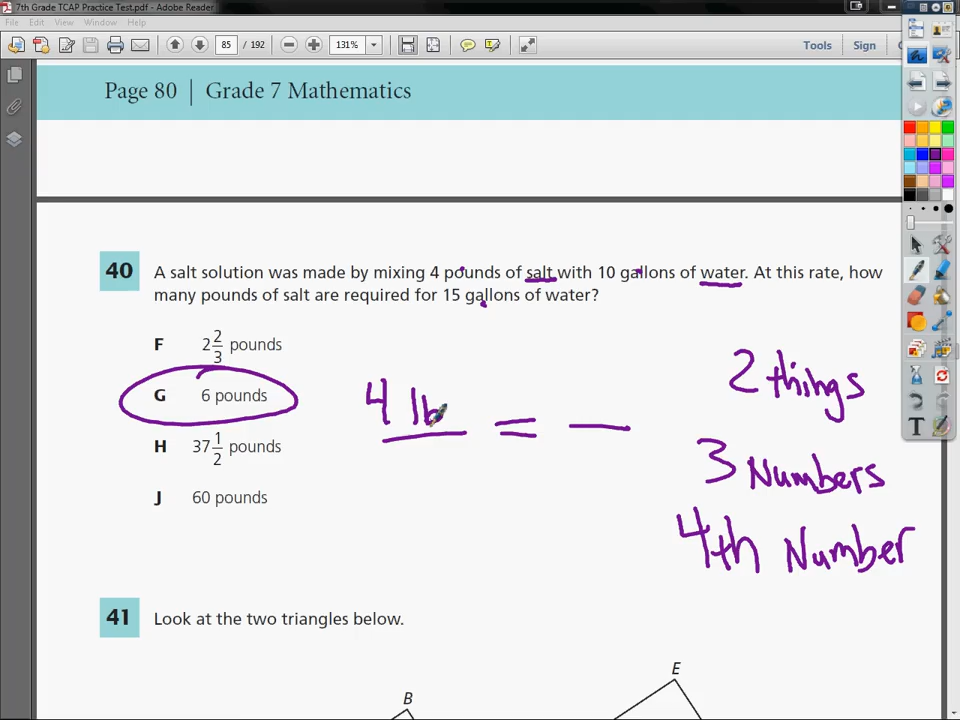 7th Grade TCAP Practice Test.pdf - Adobe Reader
File Edit View Window Help
85 / 192 131% Tools Sign
Page 80 | Grade 7 Mathematics
40 A salt solution was made by mixing 4 pounds of salt with 10 gallons of water. At this rate, how
many pounds of salt are required for 15 gallons of water?
F 2 2/3 pounds
G 6 pounds
H 37 1/2 pounds
J 60 pounds
4 lb
= 
2 things
3 Numbers
4th Number
41 Look at the two triangles below.
B
E
T